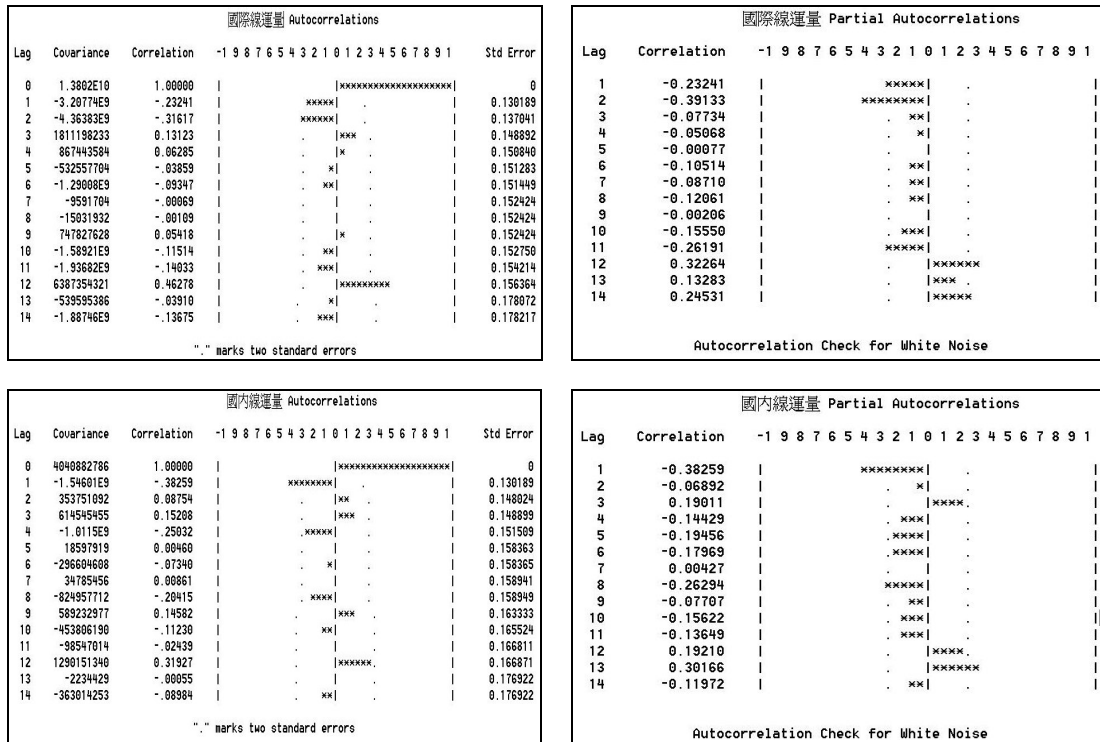 國際線運量 Autocorrelations
Lag Covariance Correlation -1 9 8 7 6 5 4 3 2 1 0 1 2 3 4 5 6 7 8 9 1 Std Error
0 1.3802E10 1.00000 | |********************| 0
1 -3.20774E9 -.23241 | *****| . | 0.130189
2 -4.36383E9 -.31617 | ******| . | 0.137041
3 1811198233 0.13123 | . |*** . | 0.148892
4 867443584 0.06285 | . |* . | 0.150840
5 -532557704 -.03859 | . *| . | 0.151283
6 -1.29008E9 -.09347 | . **| . | 0.151449
7 -9591704 -.00069 | . | . | 0.152424
8 -15031932 -.00109 | . | . | 0.152424
9 747827628 0.05418 | . |* . | 0.152424
10 -1.58921E9 -.11514 | . **| . | 0.152750
11 -1.93682E9 -.14033 | . ***| . | 0.154214
12 6387354321 0.46278 | . |********* | 0.156364
13 -539595386 -.03910 | . *| . | 0.178072
14 -1.88746E9 -.13675 | . ***| . | 0.178217
"." marks two standard errors
國際線運量 Partial Autocorrelations
Lag Correlation -1 9 8 7 6 5 4 3 2 1 0 1 2 3 4 5 6 7 8 9 1
1 -0.23241 | *****| . |
2 -0.39133 | ********| . |
3 -0.07734 | . **| . |
4 -0.05068 | . *| . |
5 -0.00077 | . | . |
6 -0.10514 | . **| . |
7 -0.08710 | . **| . |
8 -0.12061 | . **| . |
9 -0.00206 | . | . |
10 -0.15550 | . ***| . |
11 -0.26191 | *****| . |
12 0.32264 | . |****** |
13 0.13283 | . |*** . |
14 0.24531 | . |***** |
Autocorrelation Check for White Noise
國内線運量 Autocorrelations
Lag Covariance Correlation -1 9 8 7 6 5 4 3 2 1 0 1 2 3 4 5 6 7 8 9 1 Std Error
0 4040882786 1.00000 | |********************| 0
1 -1.54601E9 -.38259 | ********| . | 0.130189
2 353751092 0.08754 | . |** . | 0.148024
3 614545455 0.15208 | . |*** . | 0.148899
4 -1.0115E9 -.25032 | .*****| . | 0.151509
5 18597919 0.00460 | . | . | 0.158363
6 -296604608 -.07340 | . *| . | 0.158365
7 34785456 0.00861 | . | . | 0.158941
8 -824957712 -.20415 | . ****| . | 0.158949
9 589232977 0.14582 | . |*** . | 0.163333
10 -453806190 -.11230 | . **| . | 0.165524
11 -98547014 -.02439 | . | . | 0.166811
12 1290151340 0.31927 | . |******. | 0.166871
13 -2234429 -.00055 | . | . | 0.176922
14 -363014253 -.08984 | . **| . | 0.176922
"." marks two standard errors
國内線運量 Partial Autocorrelations
Lag Correlation -1 9 8 7 6 5 4 3 2 1 0 1 2 3 4 5 6 7 8 9 1
1 -0.38259 | ********| . |
2 -0.06892 | . *| . |
3 0.19011 | . |****. |
4 -0.14429 | . ***| . |
5 -0.19456 | .****| . |
6 -0.17969 | .****| . |
7 0.00427 | . | . |
8 -0.26294 | *****| . |
9 -0.07707 | . **| . |
10 -0.15622 | . ***| . |
11 -0.13649 | . ***| . |
12 0.19210 | . |****. |
13 0.30166 | . |****** |
14 -0.11972 | . **| . |
Autocorrelation Check for White Noise